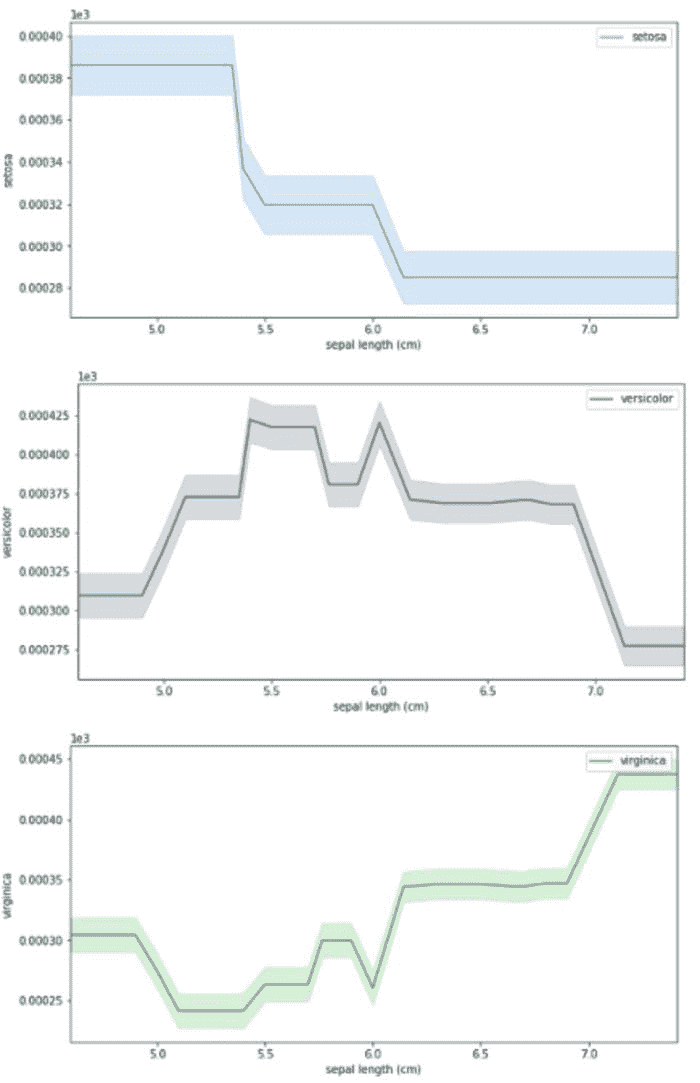 1e3
setosa
0.00040
0.00038
0.00036
0.00034
0.00032
0.00030
0.00028
setosa
5.0 5.5 6.0 6.5 7.0
sepal length (cm)
1e3
versicolor
0.000425
0.000400
0.000375
0.000350
0.000325
0.000300
0.000275
versicolor
5.0 5.5 6.0 6.5 7.0
sepal length (cm)
1e3
virginica
0.00045
0.00040
0.00035
0.00030
0.00025
virginica
5.0 5.5 6.0 6.5 7.0
sepal length (cm)